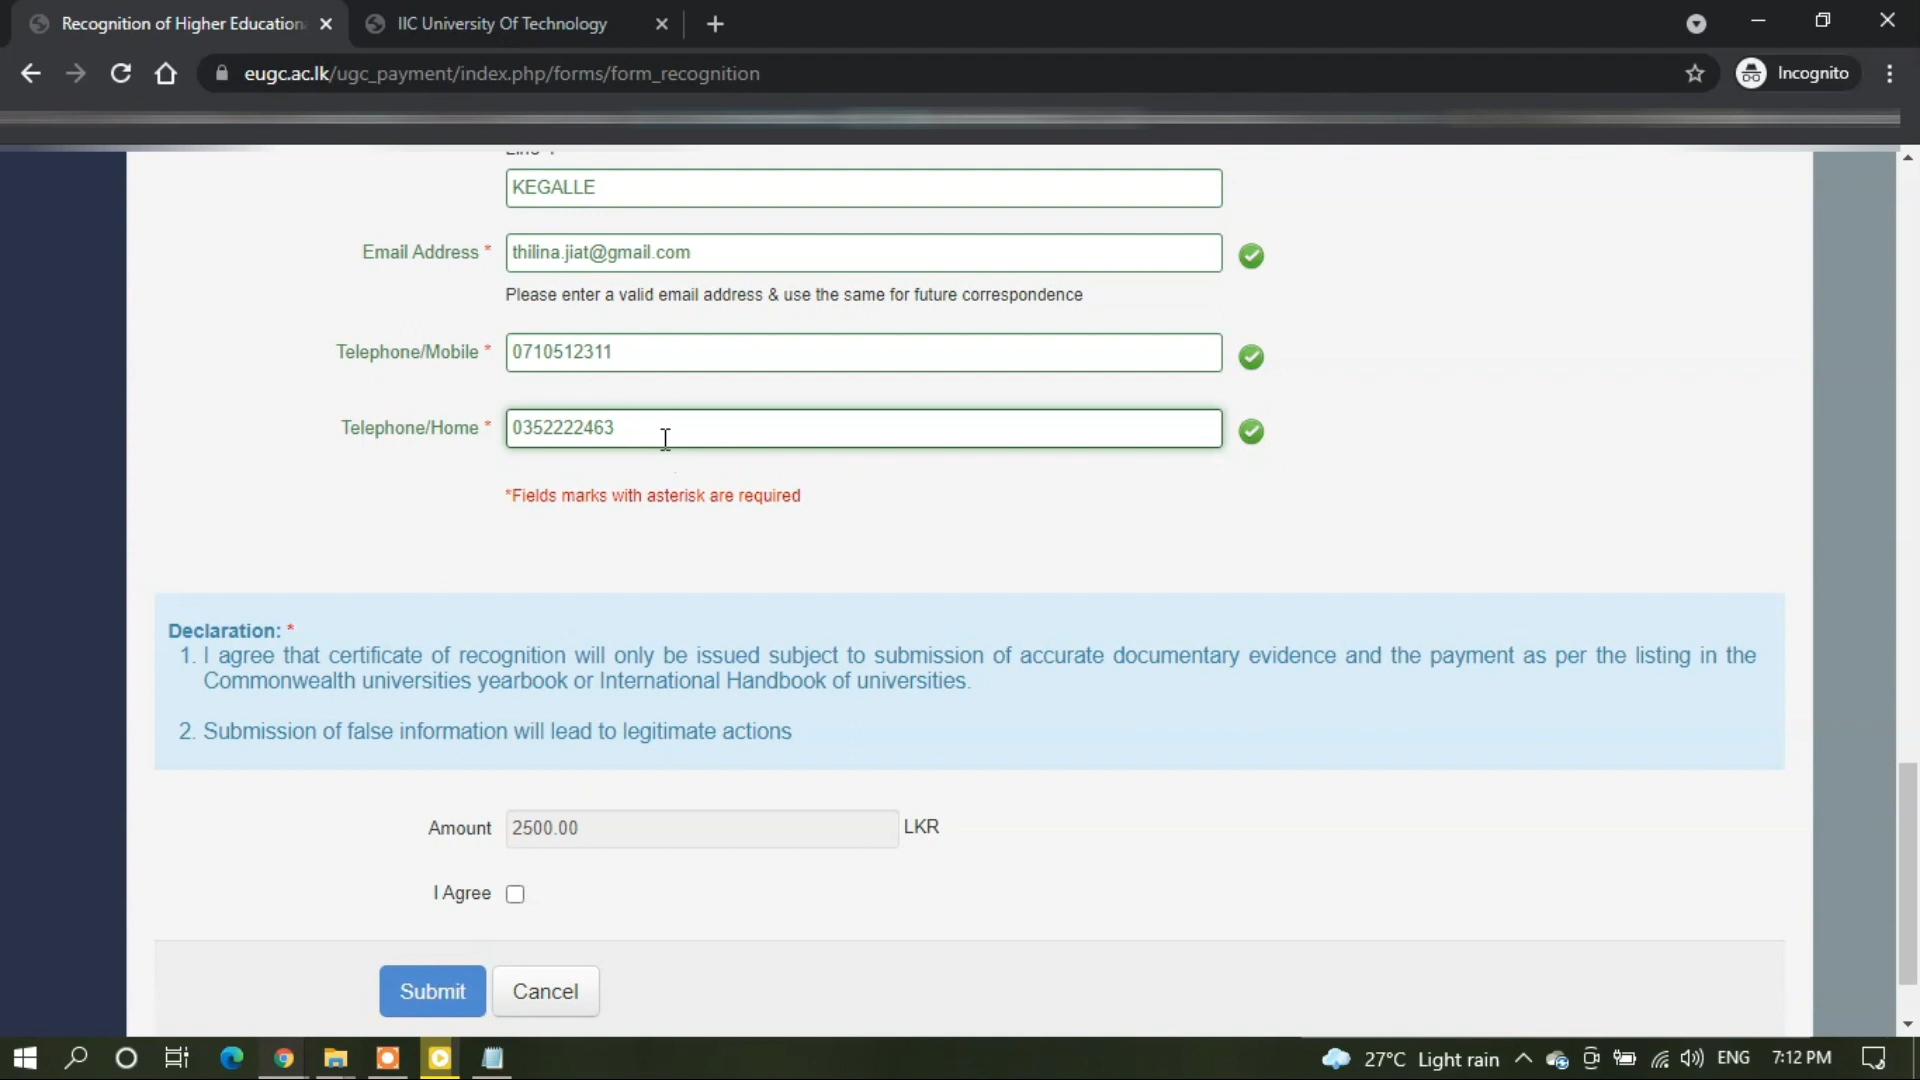 Recognition of Higher Education
IIC University Of Technology
eugc.ac.lk/ugc_payment/index.php/forms/form_recognition
Incognito
KEGALLE
Email Address *
thilina.jiat@gmail.com
Please enter a valid email address & use the same for future correspondence
Telephone/Mobile *
0710512311
Telephone/Home *
0352222463
*Fields marks with asterisk are required
Declaration: *
1. I agree that certificate of recognition will only be issued subject to submission of accurate documentary evidence and the payment as per the listing in the
Commonwealth universities yearbook or International Handbook of universities.
2. Submission of false information will lead to legitimate actions
Amount
2500.00
LKR
I Agree
Submit
Cancel
27°C Light rain
ENG
7:12 PM